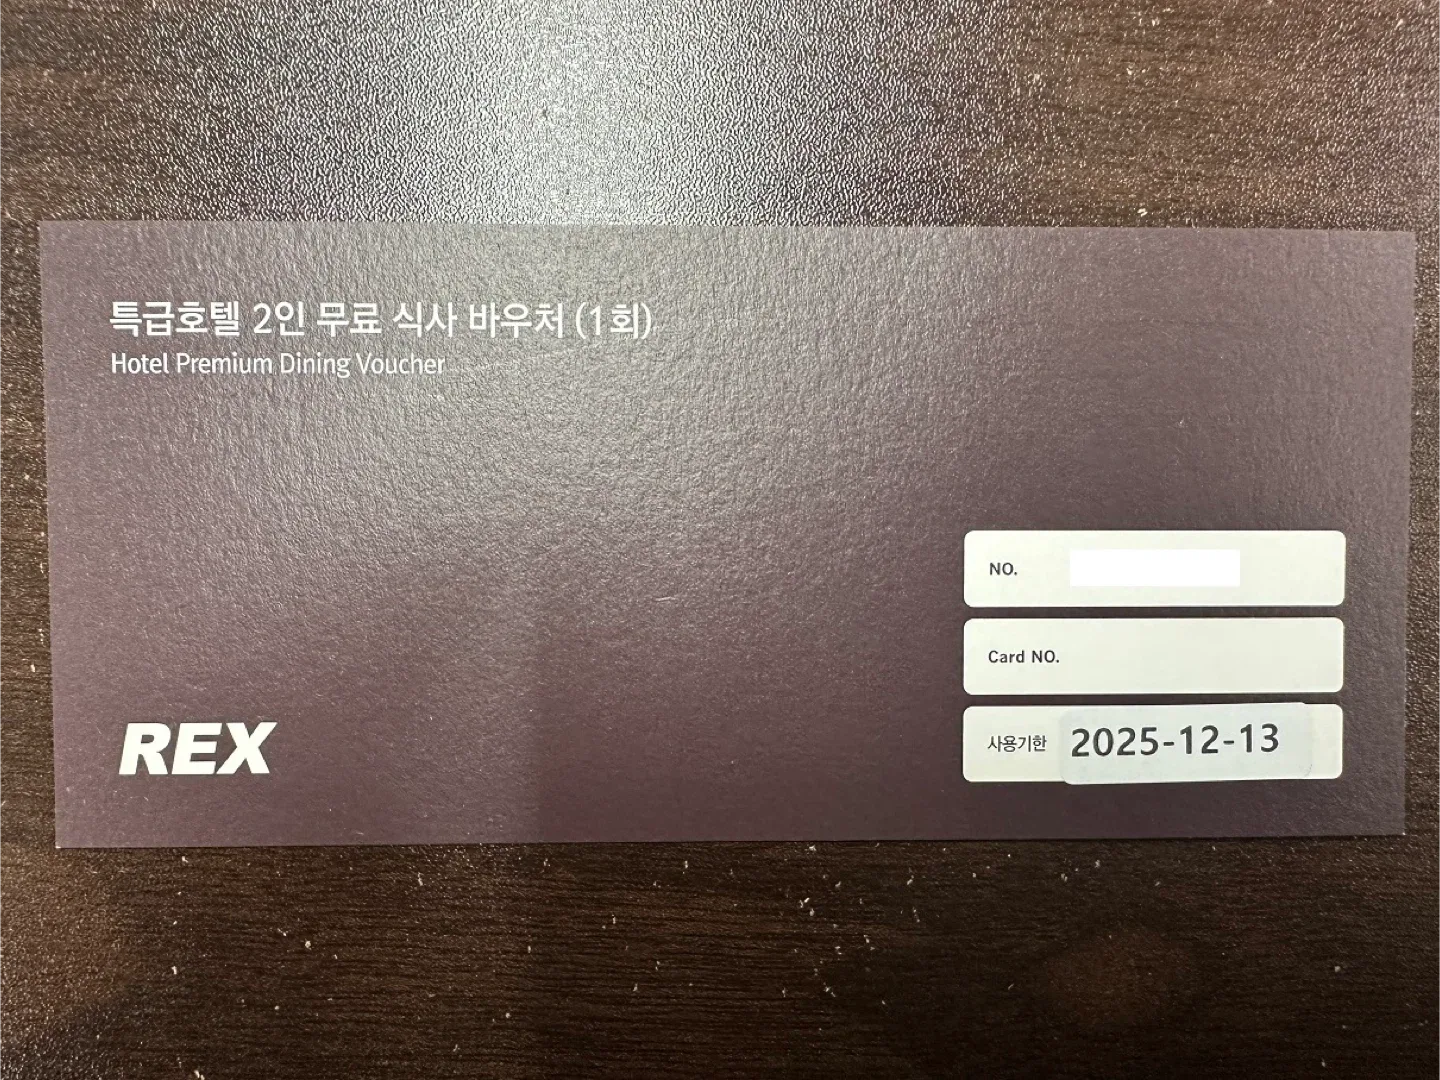 특급호텔 2인 무료 식사 바우처 (1회)
Hotel Premium Dining Voucher
NO.
Card NO.
사용기한 2025-12-13
REX